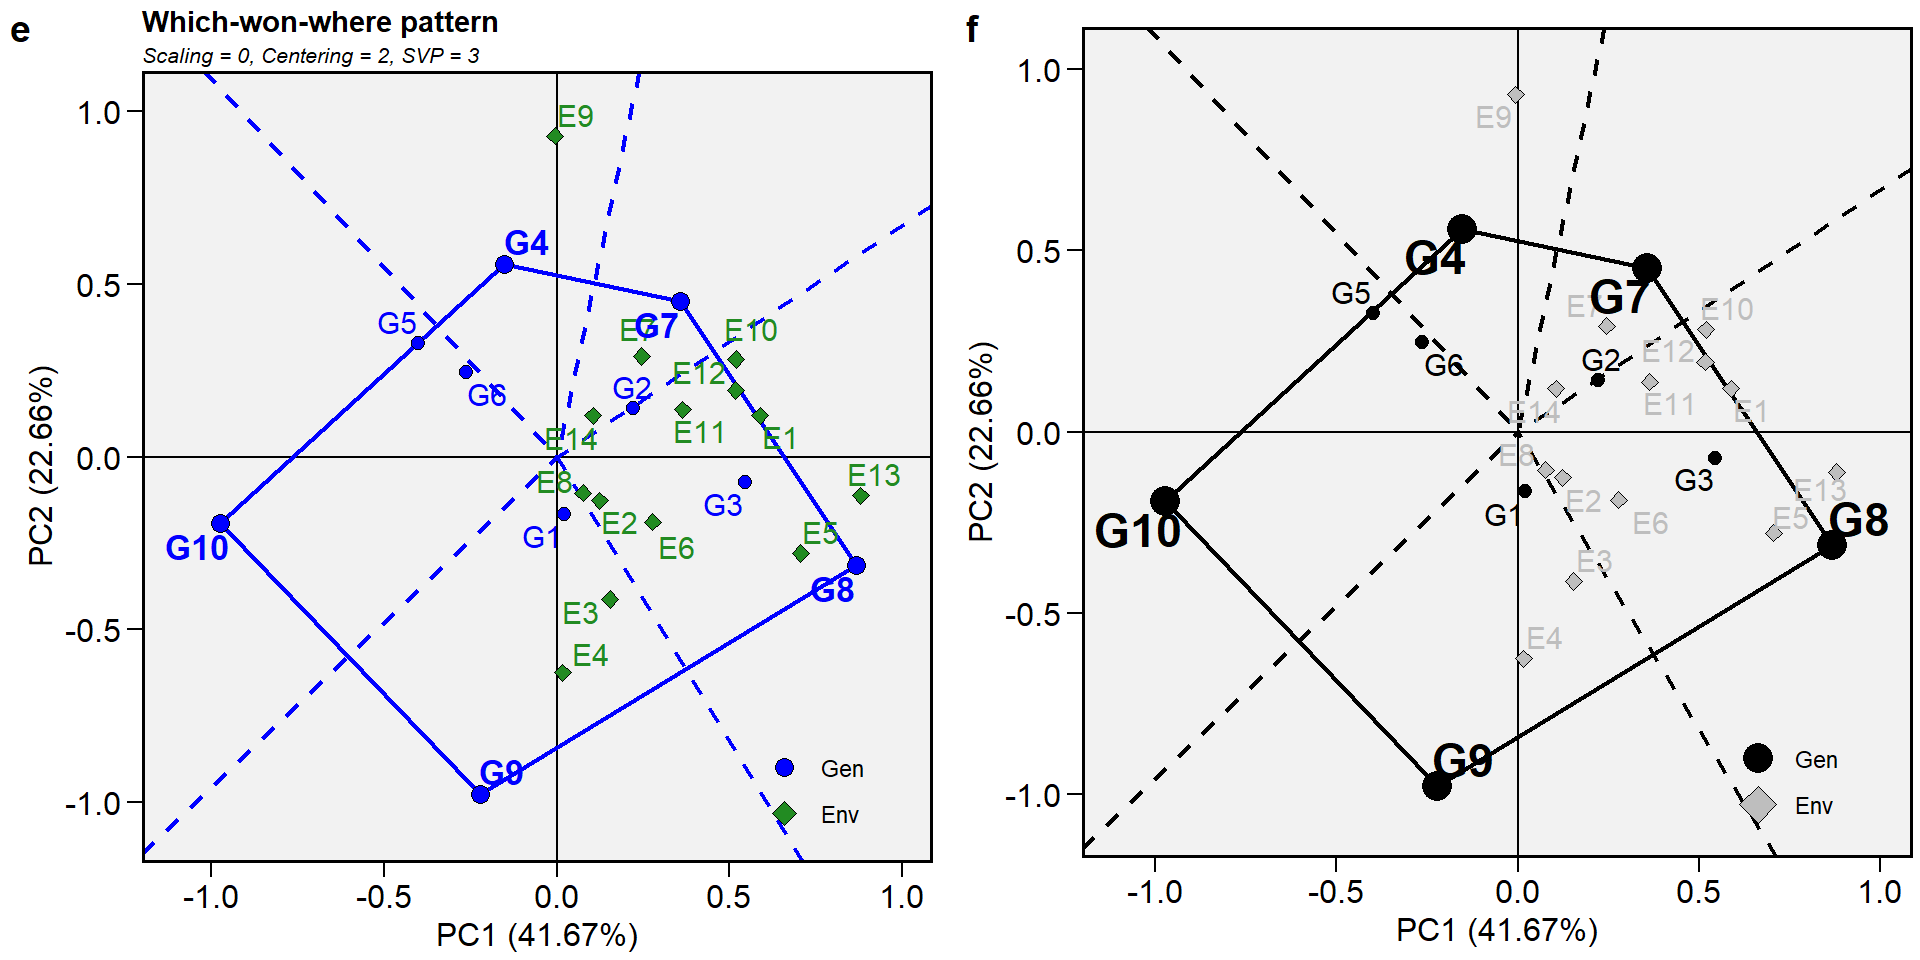 e
Which-won-where pattern
Scaling = 0, Centering = 2, SVP = 3
PC2 (22.66%)
1.0
0.5
0.0
-0.5
-1.0
E9
G4
G5
G7
E7
E10
G6
G2
E12
E11
E14
E1
E8
E13
G3
G1
E2
E6
E5
G10
G8
E3
E4
G9
Gen
Env
-1.0
-0.5
0.0
0.5
1.0
PC1 (41.67%)
f
PC2 (22.66%)
1.0
0.5
0.0
-0.5
-1.0
E9
G4
G5
G7
E7
E10
G6
G2
E12
E11
E14
E1
E8
G3
E13
G1
E2
E6
E5
G8
G10
E3
E4
G9
Gen
Env
-1.0
-0.5
0.0
0.5
1.0
PC1 (41.67%)